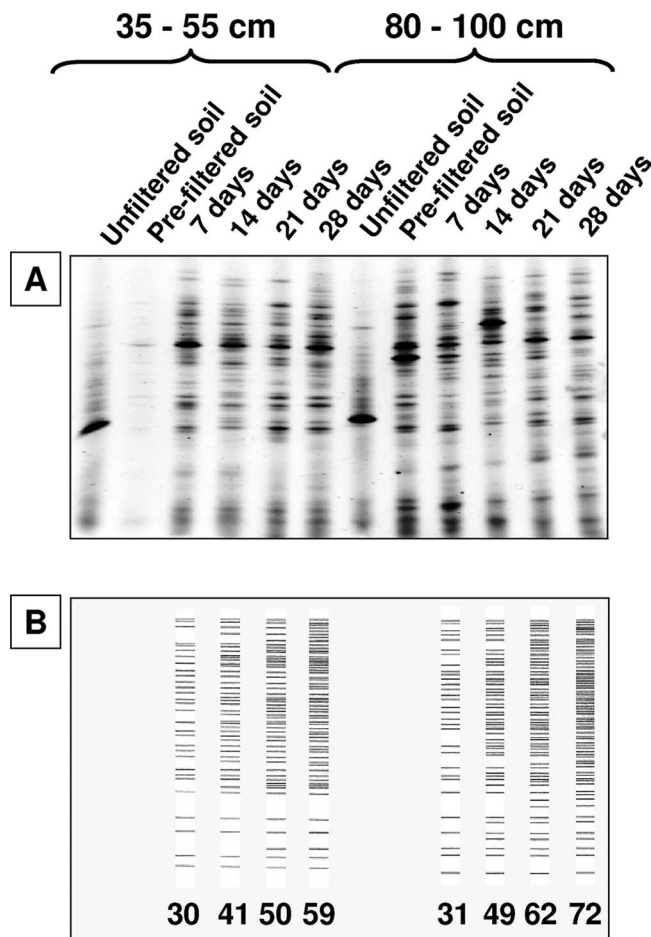 35 - 55 cm 80 - 100 cm
Unfiltered soil
Pre-filtered soil
7 days
14 days
21 days
28 days
Unfiltered soil
Pre-filtered soil
7 days
14 days
21 days
28 days
A
B
30 41 50 59 31 49 62 72